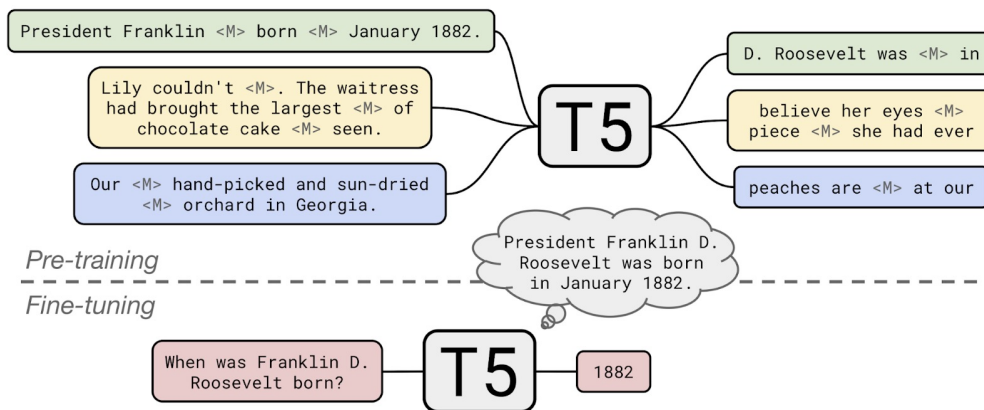 President Franklin <M> born <M> January 1882.
Lily couldn't <M>. The waitress
had brought the largest <M> of
chocolate cake <M> seen.
Our <M> hand-picked and sun-dried
<M> orchard in Georgia.
T5
D. Roosevelt was <M> in
believe her eyes <M>
piece <M> she had ever
peaches are <M> at our
Pre-training
President Franklin D.
Roosevelt was born
in January 1882.
Fine-tuning
When was Franklin D.
Roosevelt born?
T5
1882